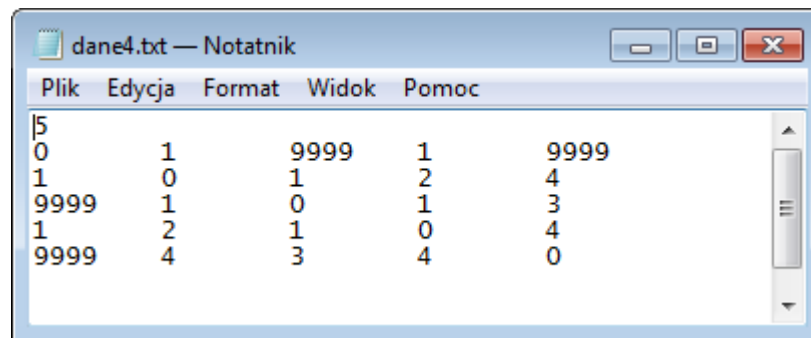 dane4.txt — Notatnik
Plik Edycja Format Widok Pomoc
5
0 1 9999 1 9999
1 0 1 2 4
9999 1 0 1 3
1 2 1 0 4
9999 4 3 4 0